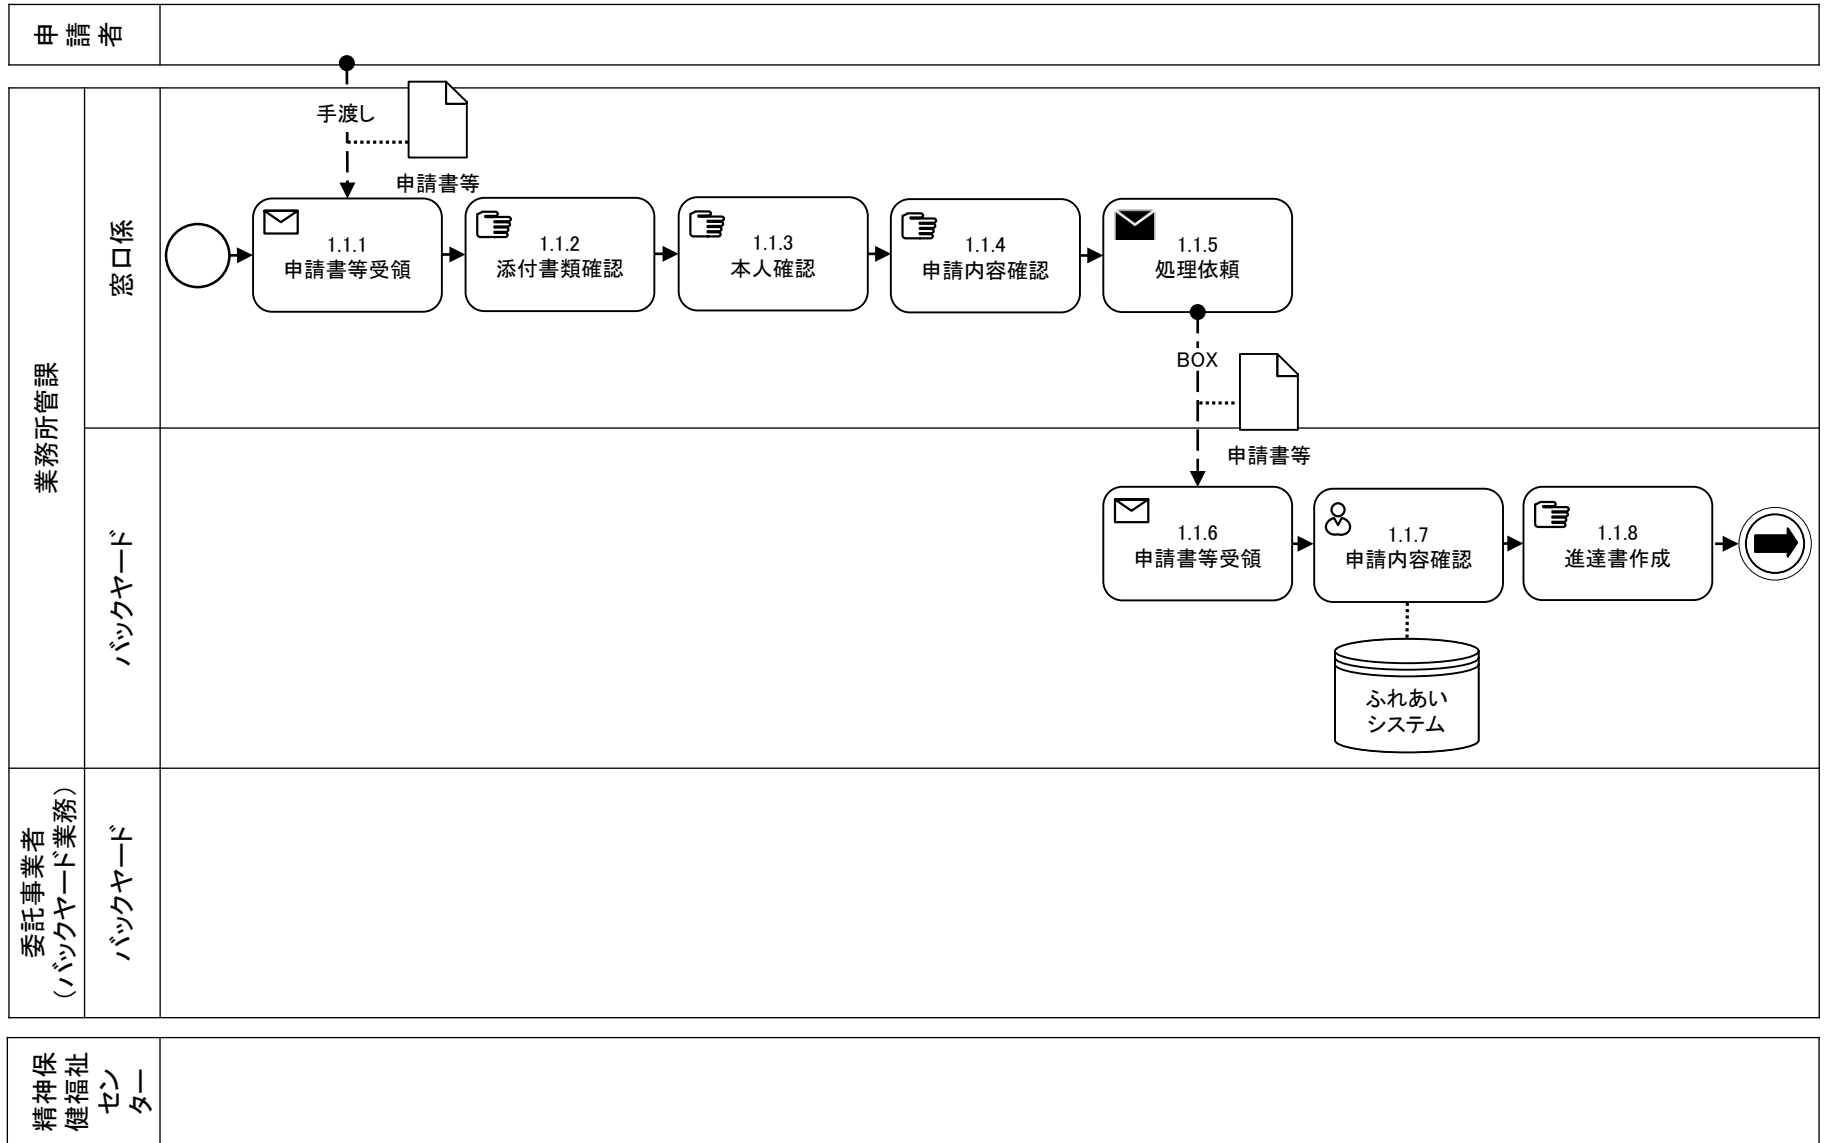 申請者
手渡し
申請書等
業務所管課
窓口係
1.1.1
申請書等受領
1.1.2
添付書類確認
1.1.3
本人確認
1.1.4
申請内容確認
1.1.5
処理依頼
BOX
申請書等
バックヤード
1.1.6
申請書等受領
1.1.7
申請内容確認
1.1.8
進達書作成
ふれあい
システム
委託事業者
（バックヤード業務）
バックヤード
精神保
健福祉
セン
ター